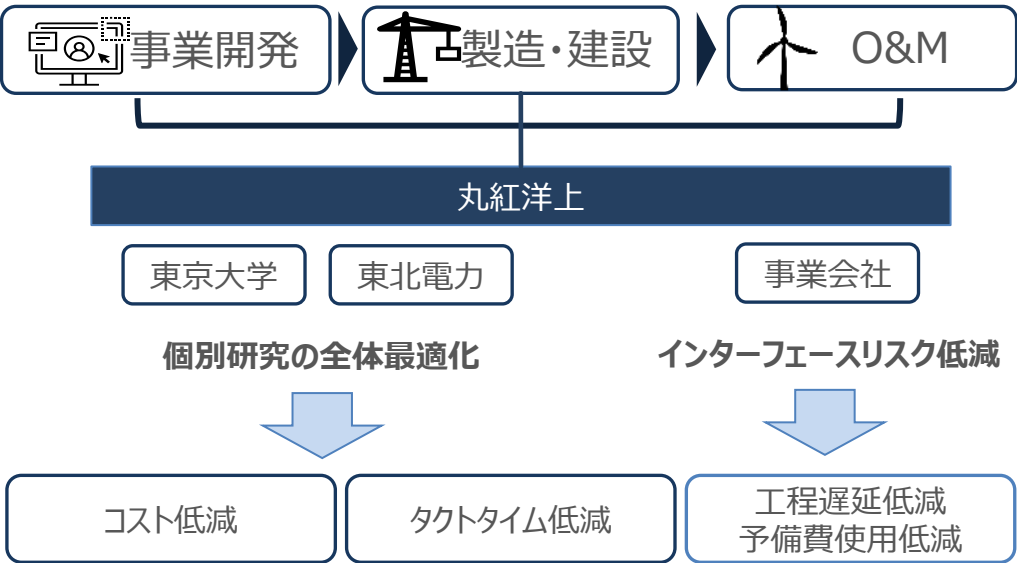 事業開発
製造・建設
O&M
丸紅洋上
東京大学
東北電力
事業会社
個別研究の全体最適化
インターフェースリスク低減
コスト低減
タクトタイム低減
工程遅延低減
予備費使用低減